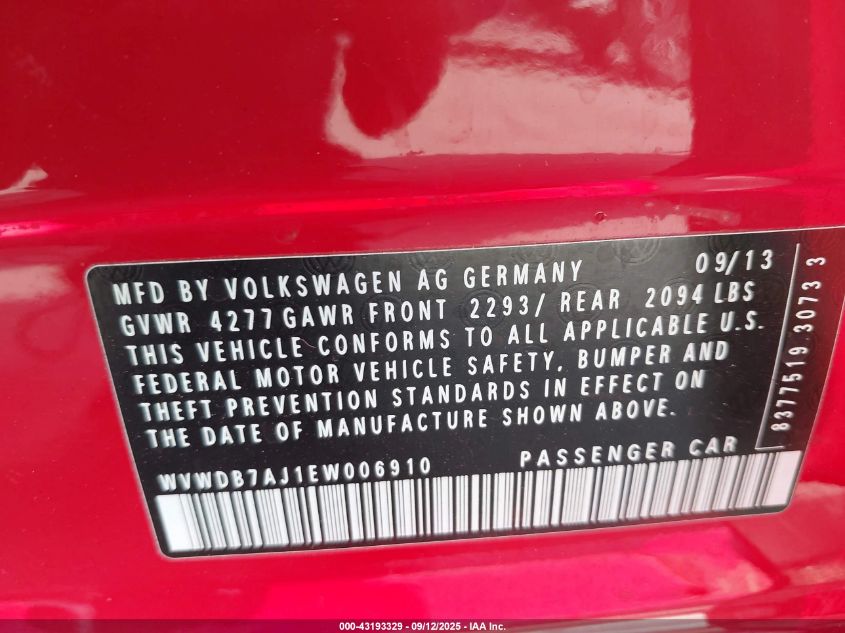 MFD BY VOLKSWAGEN AG GERMANY 09/13
GVWR 4277 GAWR FRONT 2293/ REAR 2094 LBS
THIS VEHICLE CONFORMS TO ALL APPLICABLE U.S.
FEDERAL MOTOR VEHICLE SAFETY, BUMPER AND
THEFT PREVENTION STANDARDS IN EFFECT ON
THE DATE OF MANUFACTURE SHOWN ABOVE.
WVWDB7AJ1EW006910 PASSENGER CAR
8377519 3073 3
000-43193329 - 09/12/2025 - IAA Inc.